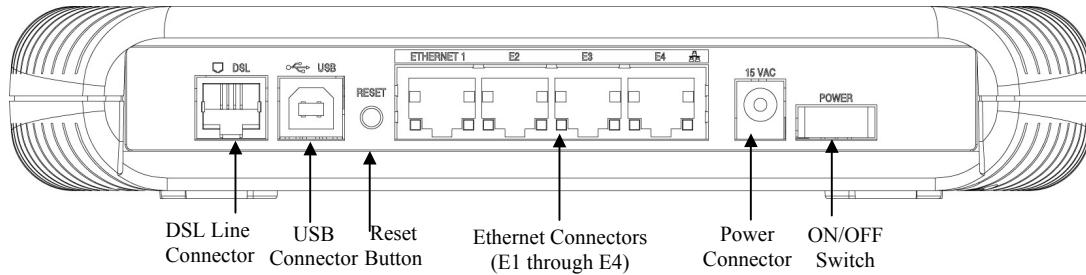 DSL
USB
RESET
ETHERNET 1 E2 E3 E4
15 VAC
POWER
DSL Line
Connector
USB
Connector
Reset
Button
Ethernet Connectors
(E1 through E4)
Power
Connector
ON/OFF
Switch